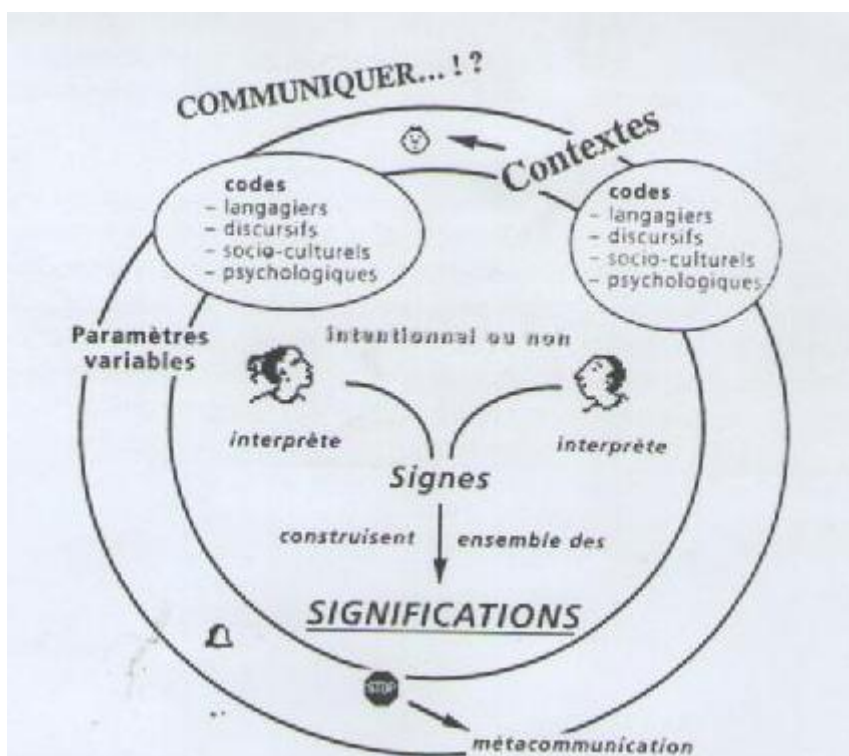 COMMUNIQUER...!?
Contextes
codes
- langagiers
- discursifs
- socio-culturels
- psychologiques
codes
- langagiers
- discursifs
- socio-culturels
- psychologiques
Paramètres
variables
intentionnel ou non
interprète
interprète
Signes
construisent ensemble des
SIGNIFICATIONS
STOP
métacommunication